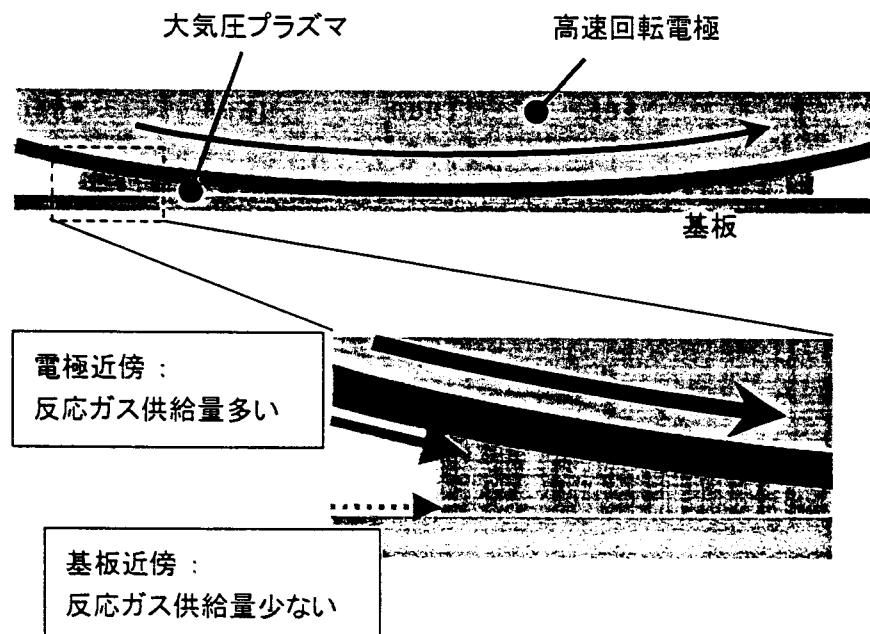 大気圧プラズマ
高速回転電極
基板
電極近傍：
反応ガス供給量多い
基板近傍：
反応ガス供給量少ない